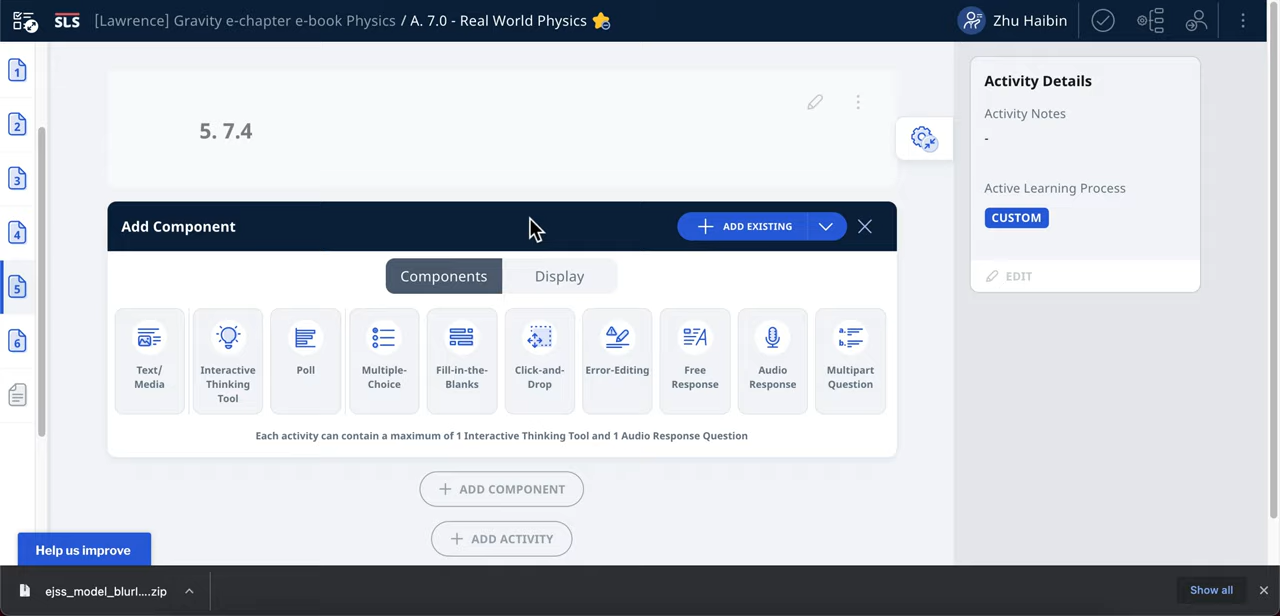 SLS [Lawrence] Gravity e-chapter e-book Physics / A. 7.0 - Real World Physics
Zhu Haibin
1
2
3
4
5
6
5. 7.4
Add Component
ADD EXISTING
Components
Display
Text/
Media
Interactive
Thinking
Tool
Poll
Multiple-
Choice
Fill-in-the-
Blanks
Click-and-
Drop
Error-Editing
Free
Response
Audio
Response
Multipart
Question
Each activity can contain a maximum of 1 Interactive Thinking Tool and 1 Audio Response Question
ADD COMPONENT
ADD ACTIVITY
Activity Details
Activity Notes
-
Active Learning Process
CUSTOM
EDIT
Help us improve
ejss_model_blurl....zip
Show all